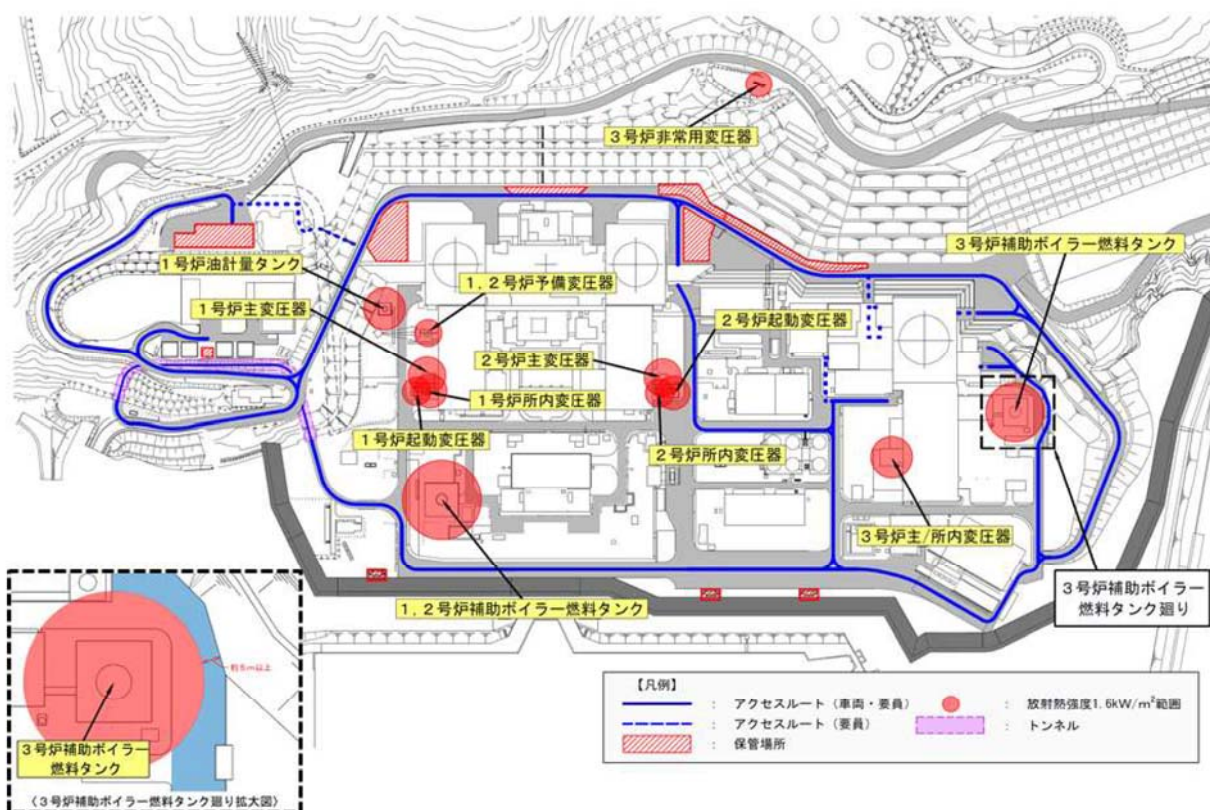 3号炉非常用変圧器
3号炉補助ボイラー燃料タンク
1号炉油計量タンク
1,2号炉予備変圧器
1号炉主変圧器
2号炉起動変圧器
2号炉主変圧器
1号炉所内変圧器
1号炉起動変圧器
2号炉所内変圧器
3号炉主/所内変圧器
1,2号炉補助ボイラー燃料タンク
3号炉補助ボイラー
燃料タンク廻り
約5m以上
3号炉補助ボイラー
燃料タンク
〈3号炉補助ボイラー燃料タンク廻り拡大図〉
【凡例】
: アクセスルート(車両・要員)
: 放射熱強度1.6kW/m²範囲
: アクセスルート(要員)
: トンネル
: 保管場所